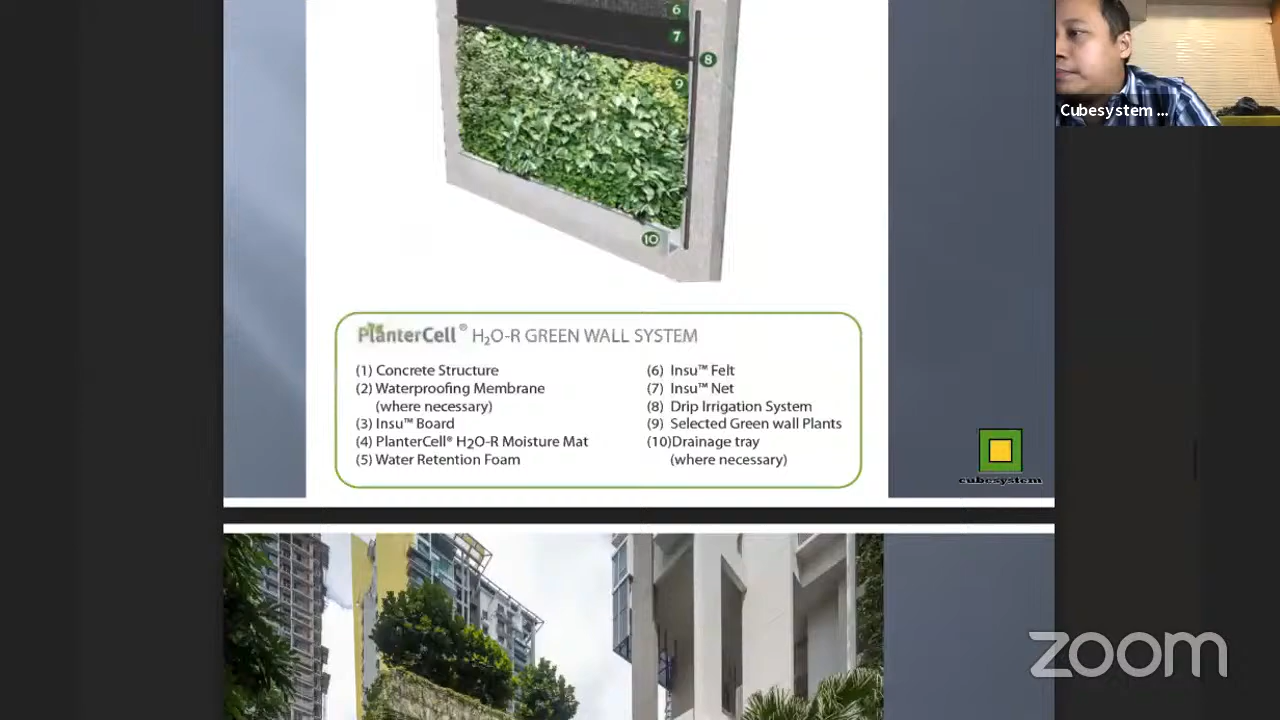 6
7
8
9
10
Cubesystem ...
PlanterCell® H₂O-R GREEN WALL SYSTEM
(1) Concrete Structure
(2) Waterproofing Membrane
(where necessary)
(3) Insu™ Board
(4) PlanterCell® H2O-R Moisture Mat
(5) Water Retention Foam
(6) Insu™ Felt
(7) Insu™ Net
(8) Drip Irrigation System
(9) Selected Green wall Plants
(10)Drainage tray
(where necessary)
cubesystem
zoom